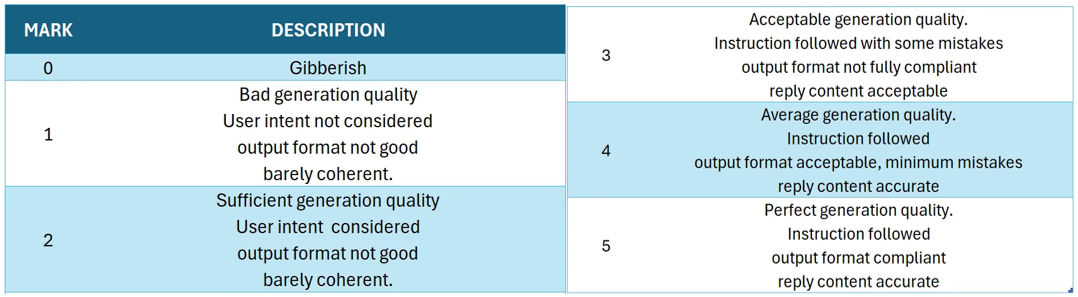 MARK DESCRIPTION
0 Gibberish
Bad generation quality
User intent not considered
1
output format not good
barely coherent.
Sufficient generation quality
User intent considered
2
output format not good
barely coherent.
Acceptable generation quality.
Instruction followed with some mistakes
3
output format not fully compliant
reply content acceptable
Average generation quality.
Instruction followed
4
output format acceptable, minimum mistakes
reply content accurate
Perfect generation quality.
Instruction followed
5
output format compliant
reply content accurate